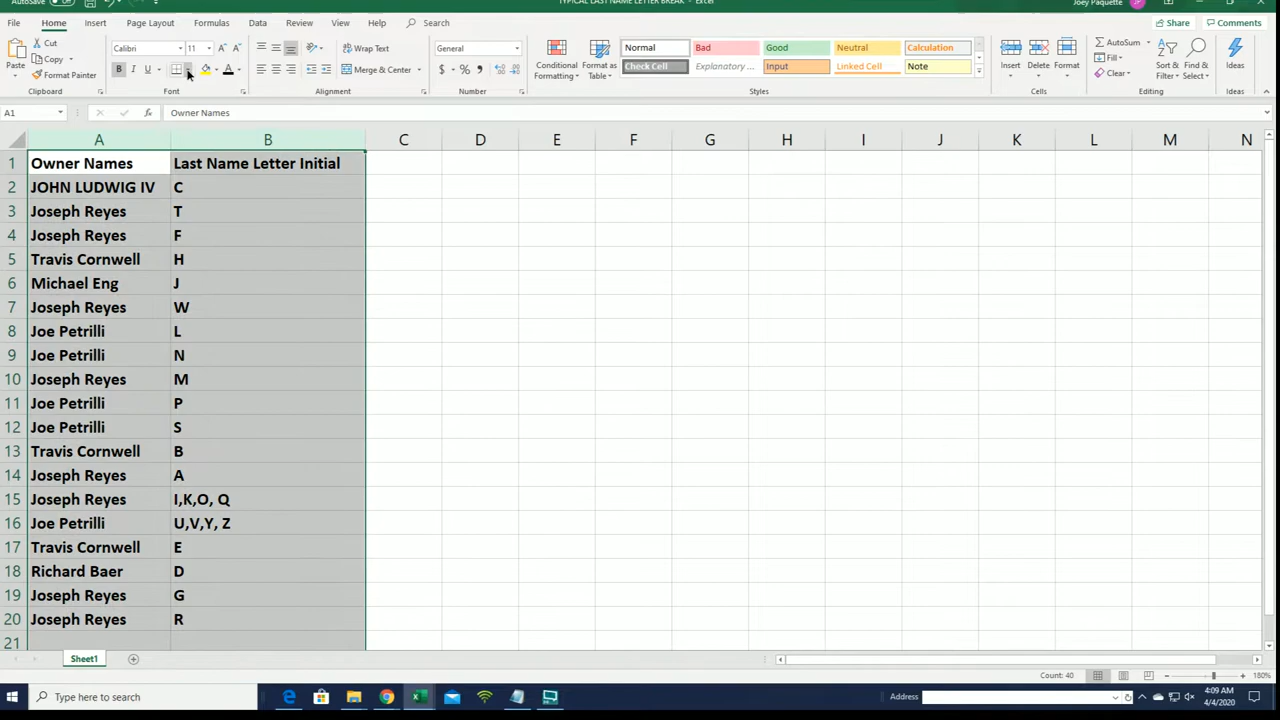 AutoSave Off TYPICAL LAST NAME LETTER BREAK - Excel Joey Paquette JP
File Home Insert Page Layout Formulas Data Review View Help Search Share Comments
Paste Cut Copy Format Painter Clipboard
Calibri 11 B I U A Font
Wrap Text Merge & Center Alignment
General $ % , Number
Conditional Formatting Format as Table
Normal Bad Good Neutral Calculation
Check Cell Explanatory ... Input Linked Cell Note
Styles
Insert Delete Format Cells
AutoSum Fill Clear Sort & Filter Find & Select Editing
Ideas Ideas
A1 fx Owner Names
A B C D E F G H I J K L M N
1 Owner Names Last Name Letter Initial
2 JOHN LUDWIG IV C
3 Joseph Reyes T
4 Joseph Reyes F
5 Travis Cornwell H
6 Michael Eng J
7 Joseph Reyes W
8 Joe Petrilli L
9 Joe Petrilli N
10 Joseph Reyes M
11 Joe Petrilli P
12 Joe Petrilli S
13 Travis Cornwell B
14 Joseph Reyes A
15 Joseph Reyes I,K,O, Q
16 Joe Petrilli U,V,Y, Z
17 Travis Cornwell E
18 Richard Baer D
19 Joseph Reyes G
20 Joseph Reyes R
21
Sheet1
Count: 40 180%
Type here to search Address 4:09 AM
4/4/2020